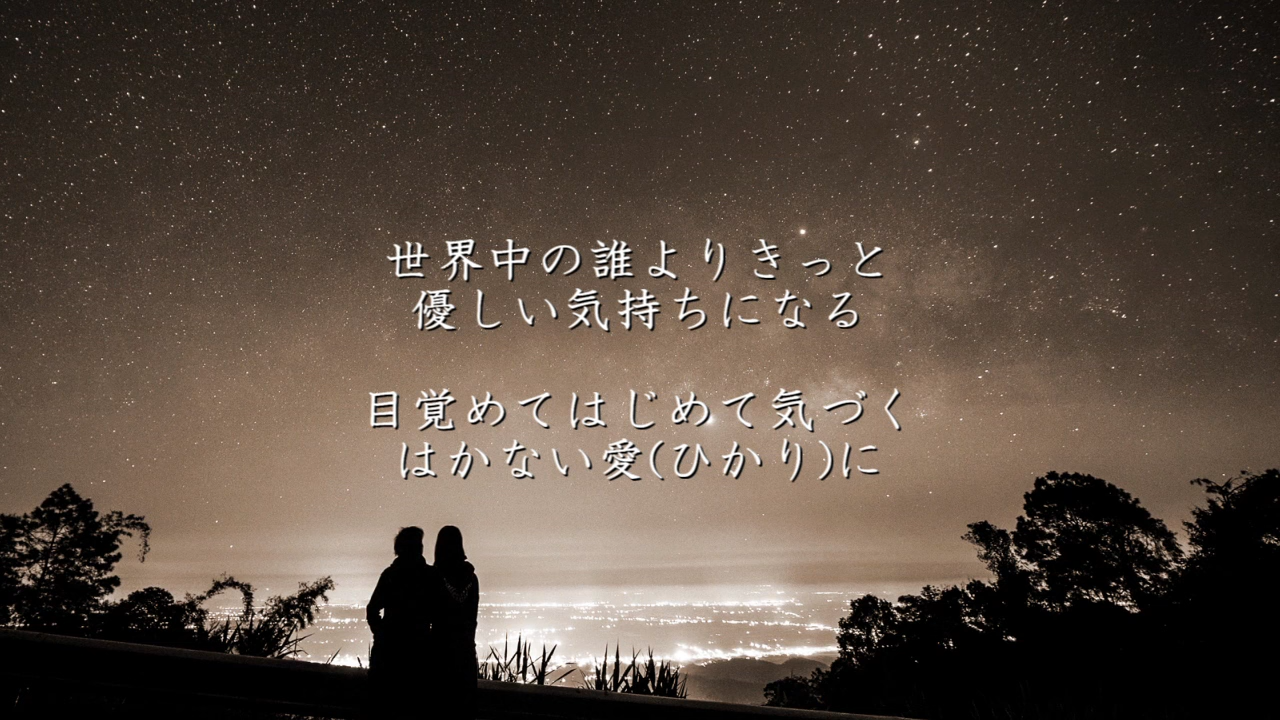 世界中の誰よりきっと
優しい気持ちになる
目覚めてはじめて気づく
はかない愛(ひかり)に